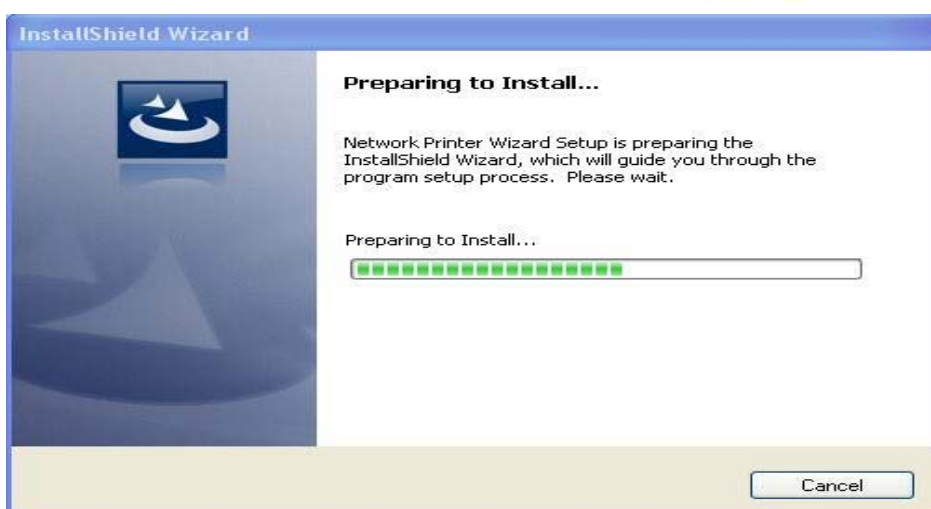 InstallShield Wizard
Preparing to Install...
Network Printer Wizard Setup is preparing the
InstallShield Wizard, which will guide you through the
program setup process.  Please wait.
Preparing to Install...
Cancel